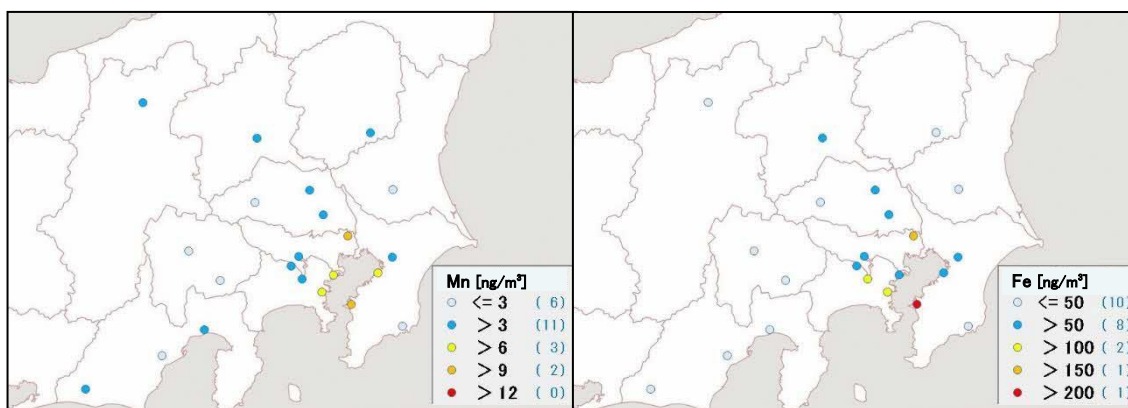 Mn [ng/m³]
<= 3 ( 6)
> 3 (11)
> 6 ( 3)
> 9 ( 2)
> 12 ( 0)
Fe [ng/m³]
<= 50 (10)
> 50 ( 8)
> 100 ( 2)
> 150 ( 1)
> 200 ( 1)